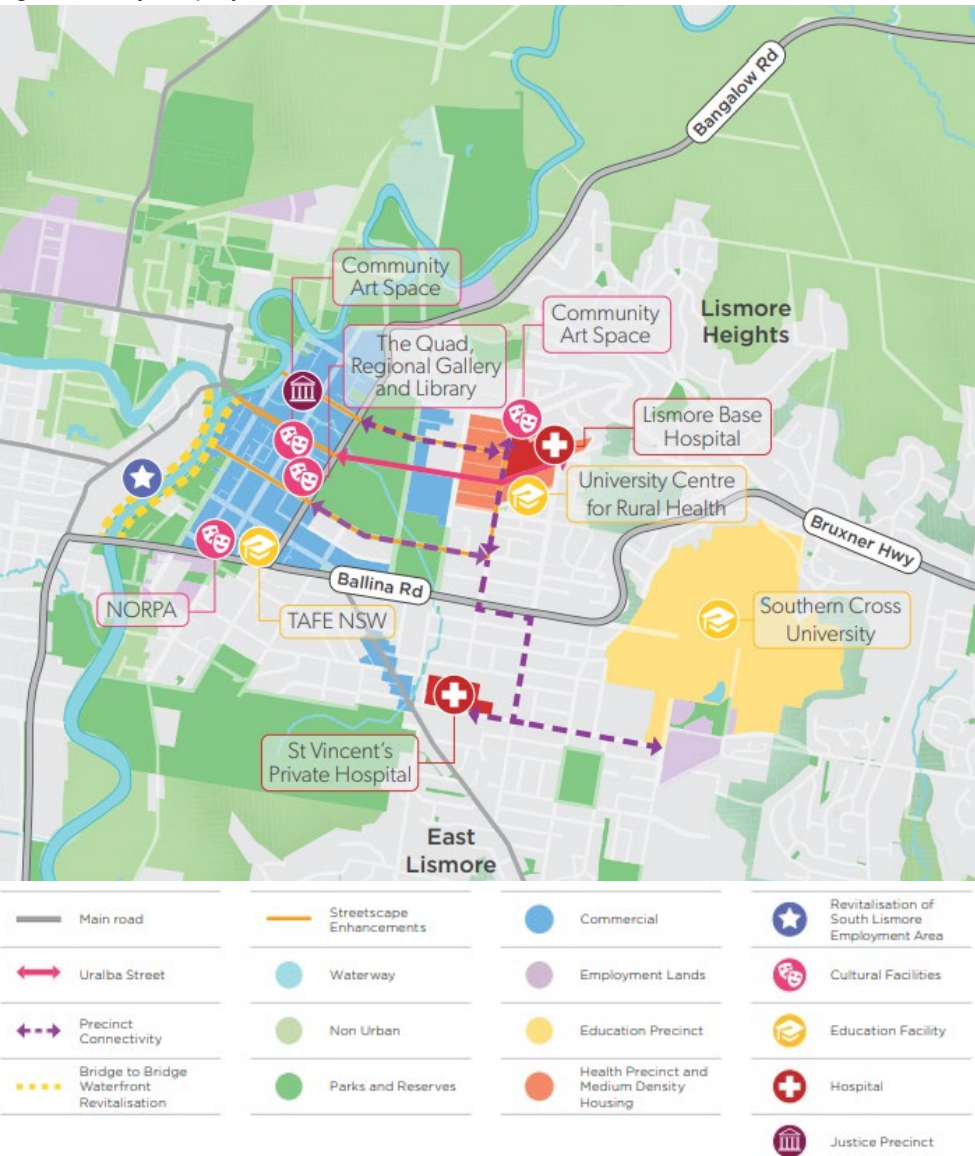 Bangalow Rd
Community
Art Space
Community
Art Space
Lismore
Heights
The Quad,
Regional Gallery
and Library
Lismore Base
Hospital
University Centre
for Rural Health
Bruxner Hwy
Ballina Rd
NORPA
TAFE NSW
Southern Cross
University
St Vincent's
Private Hospital
East
Lismore
Main road
Streetscape
Enhancements
Commercial
Revitalisation of
South Lismore
Employment Area
Uralba Street
Waterway
Employment Lands
Cultural Facilities
Precinct
Connectivity
Non Urban
Education Precinct
Education Facility
Bridge to Bridge
Waterfront
Revitalisation
Parks and Reserves
Health Precinct and
Medium Density
Housing
Hospital
Justice Precinct